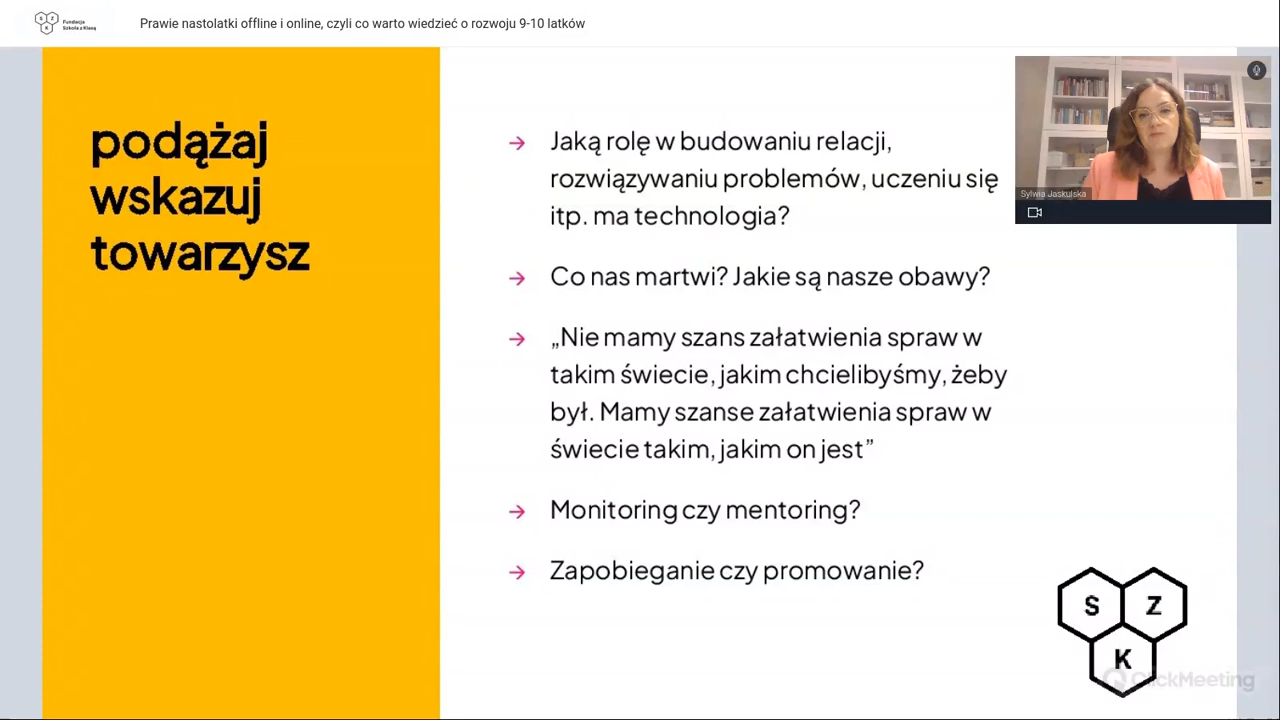 S Z K
Fundacja
Szkoła z Klasą
Prawie nastolatki offline i online, czyli co warto wiedzieć o rozwoju 9-10 latków
podążaj
wskazuj
towarzysz
→ Jaką rolę w budowaniu relacji,
rozwiązywaniu problemów, uczeniu się
itp. ma technologia?
→ Co nas martwi? Jakie są nasze obawy?
→ „Nie mamy szans załatwienia spraw w
takim świecie, jakim chcielibyśmy, żeby
był. Mamy szanse załatwienia spraw w
świecie takim, jakim on jest”
→ Monitoring czy mentoring?
→ Zapobieganie czy promowanie?
Sylwia Jaskulska
S Z
K
ClickMeeting